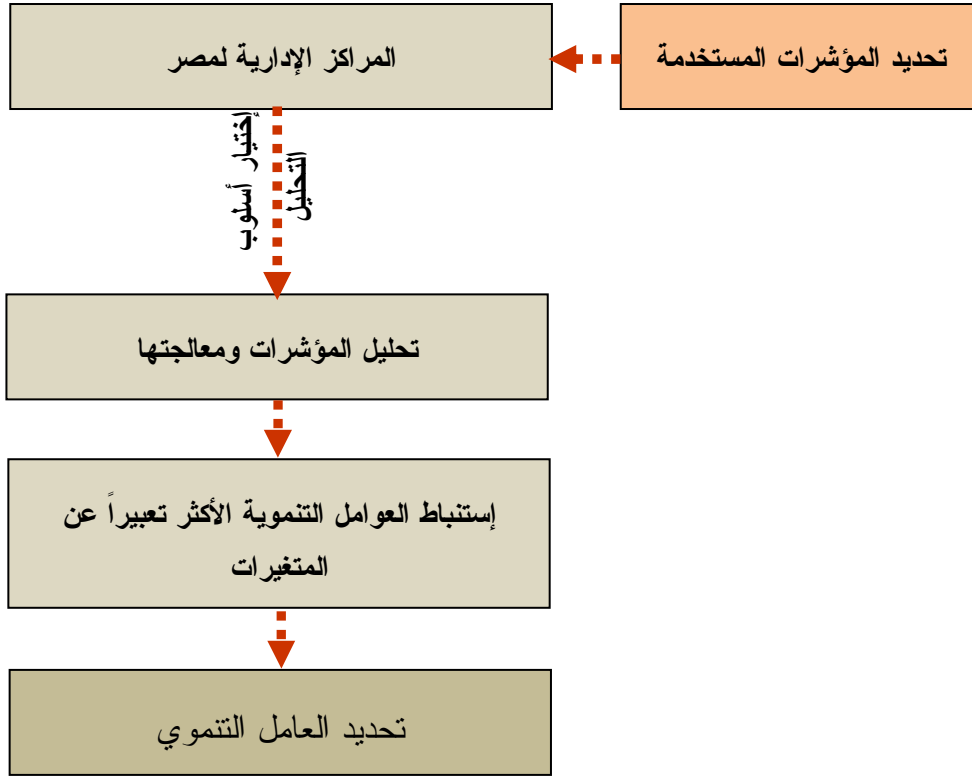 تحديد المؤشرات المستخدمة
المراكز الإدارية لمصر
إختيار أسلوب
التحليل
تحليل المؤشرات ومعالجتها
إستنباط العوامل التنموية الأكثر تعبيراً عن
المتغيرات
تحديد العامل التنموي